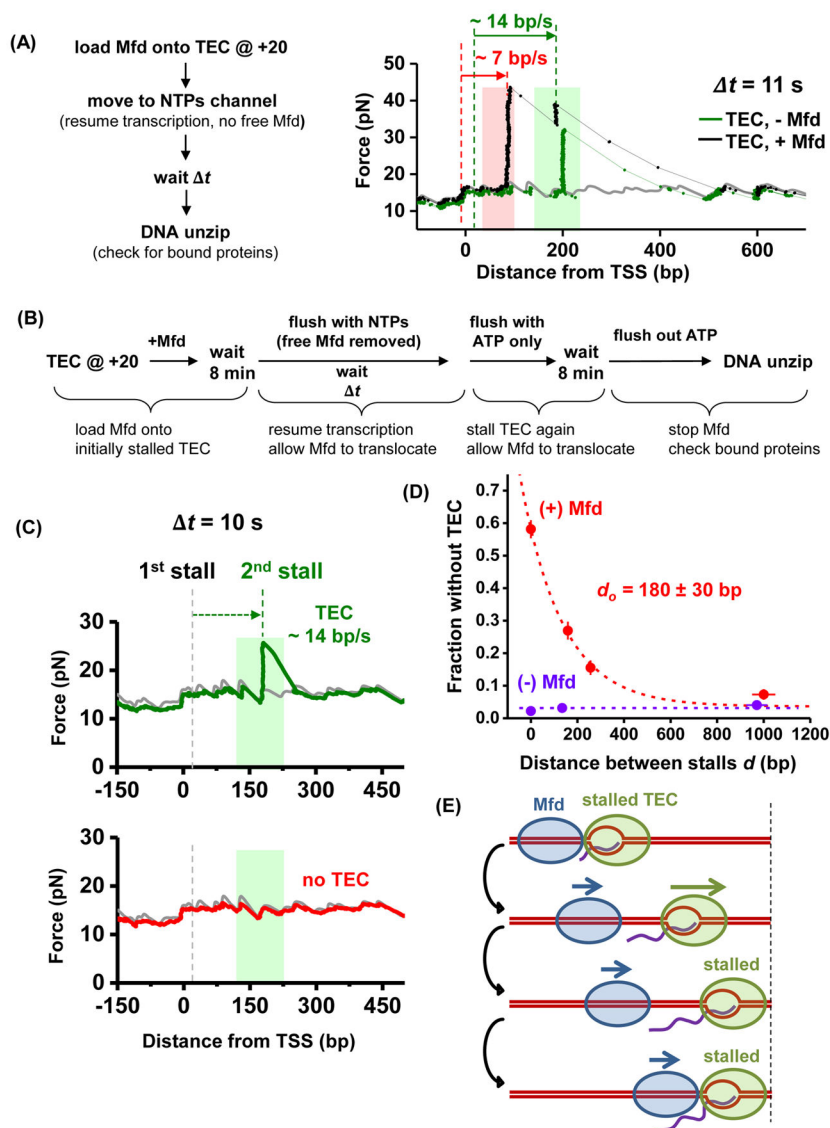 (A)
load Mfd onto TEC @ +20
move to NTPs channel
(resume transcription, no free Mfd)
wait Δt
DNA unzip
(check for bound proteins)
~ 14 bp/s
~ 7 bp/s
Δt = 11 s
TEC, - Mfd
TEC, + Mfd
Force (pN)
50
40
30
20
10
0
200
400
600
Distance from TSS (bp)
(B)
TEC @ +20
+Mfd
wait
8 min
flush with NTPs
(free Mfd removed)
wait
Δt
flush with
ATP only
wait
8 min
flush out ATP
DNA unzip
load Mfd onto
initially stalled TEC
resume transcription
allow Mfd to translocate
stall TEC again
allow Mfd to translocate
stop Mfd
check bound proteins
(C)
Δt = 10 s
1st stall
2nd stall
TEC
~ 14 bp/s
Force (pN)
30
20
10
0
-150
0
150
300
450
no TEC
Force (pN)
30
20
10
0
-150
0
150
300
450
Distance from TSS (bp)
(D)
(+) Mfd
do = 180 ± 30 bp
(-) Mfd
Fraction without TEC
0.7
0.6
0.5
0.4
0.3
0.2
0.1
0.0
0
200
400
600
800
1000
1200
Distance between stalls d (bp)
(E)
Mfd
stalled TEC
stalled
stalled